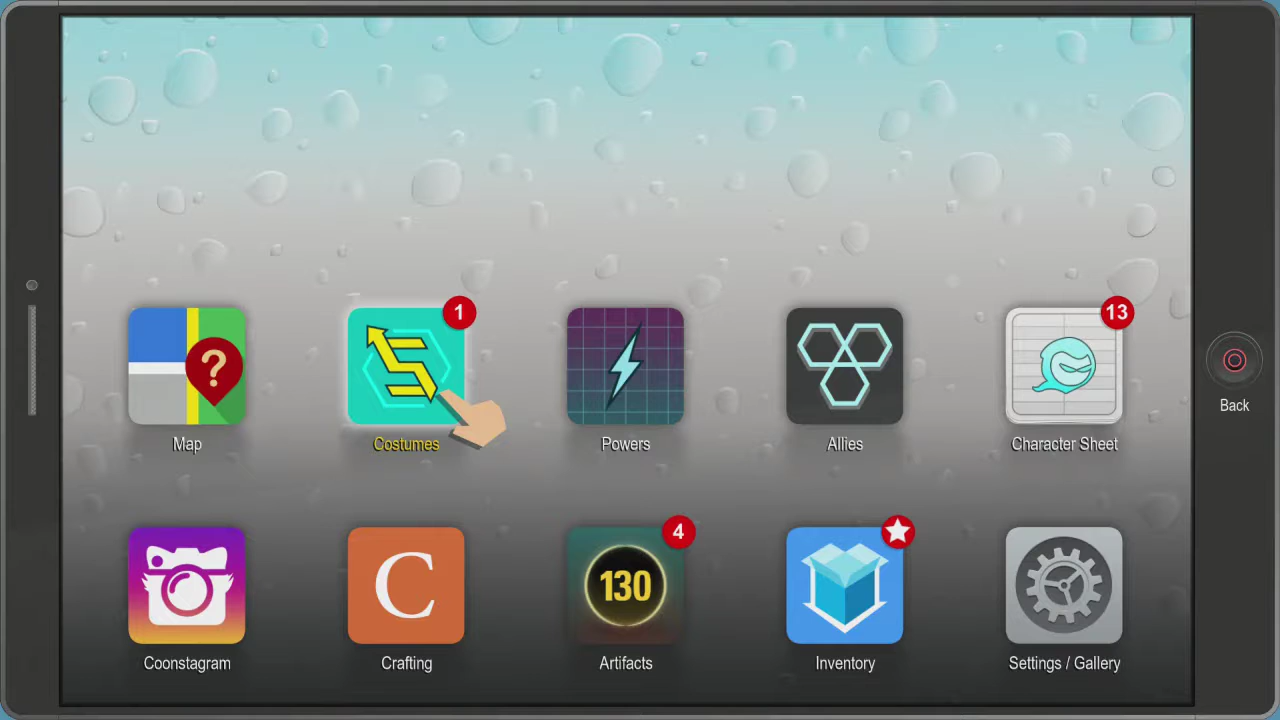 1
13
?
Map
Costumes
Powers
Allies
Character Sheet
Back
4
C
130
Coonstagram
Crafting
Artifacts
Inventory
Settings / Gallery